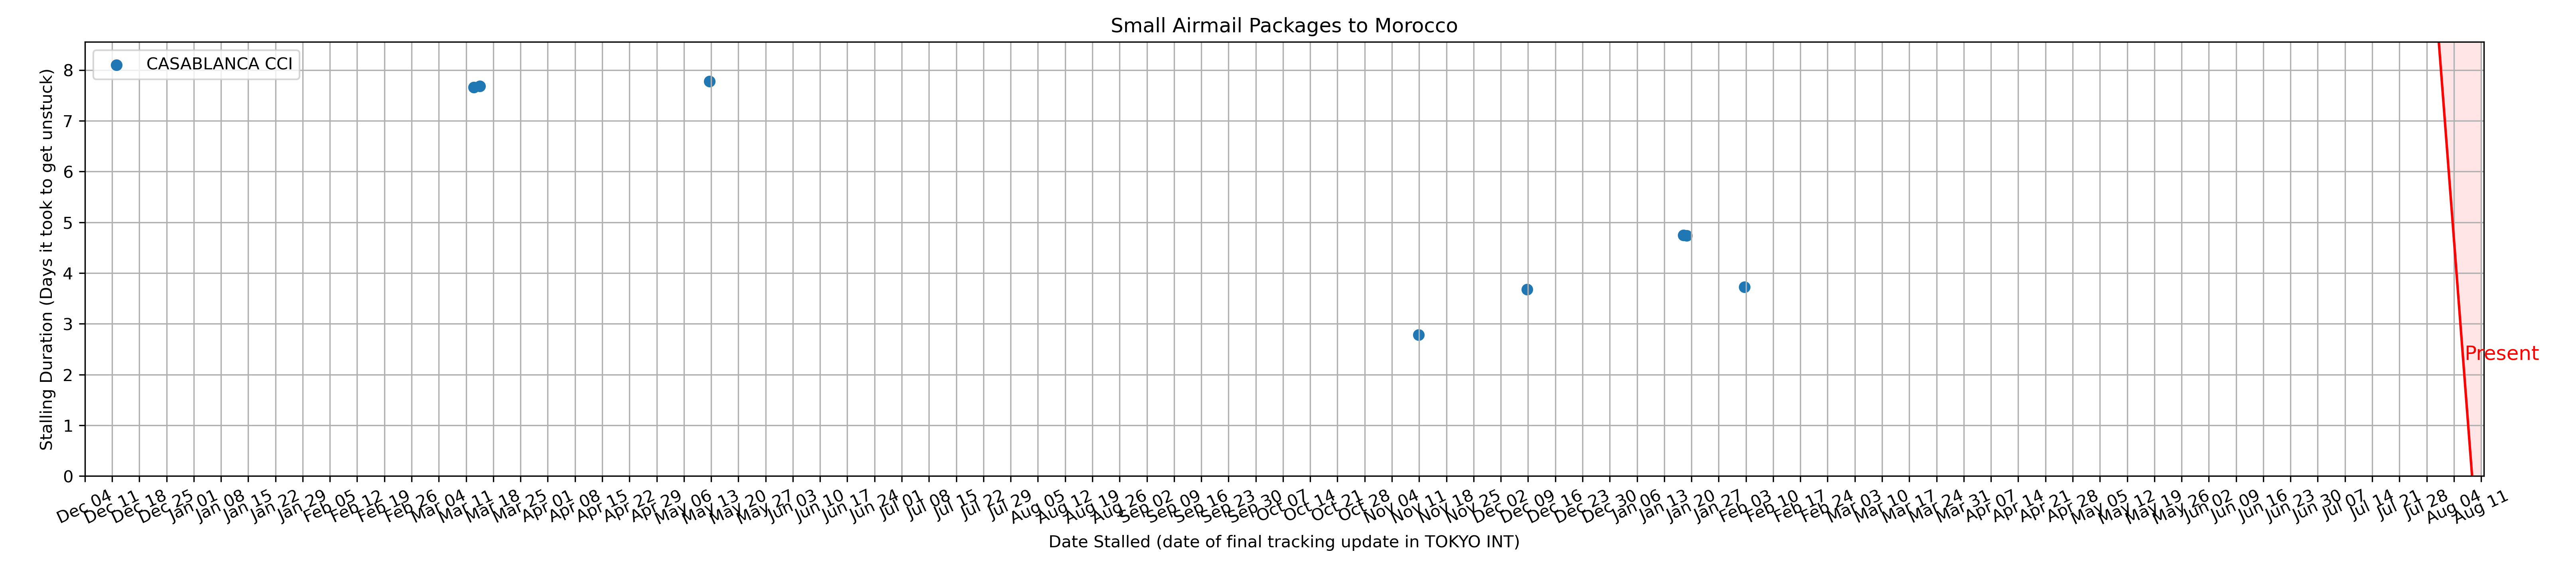 Small Airmail Packages to Morocco
CASABLANCA CCI
Stalling Duration (Days it took to get unstuck)
8
7
6
5
4
3
2
1
0
Present
Dec 04
Dec 11
Dec 18
Dec 25
Jan 01
Jan 08
Jan 15
Jan 22
Jan 29
Feb 05
Feb 12
Feb 19
Feb 26
Mar 04
Mar 11
Mar 18
Mar 25
Apr 01
Apr 08
Apr 15
Apr 22
Apr 29
May 06
May 13
May 20
May 27
Jun 03
Jun 10
Jun 17
Jun 24
Jul 01
Jul 08
Jul 15
Jul 22
Jul 29
Aug 05
Aug 12
Aug 19
Aug 26
Sep 02
Sep 09
Sep 16
Sep 23
Sep 30
Oct 07
Oct 14
Oct 21
Oct 28
Nov 04
Nov 11
Nov 18
Nov 25
Dec 02
Dec 09
Dec 16
Dec 23
Dec 30
Jan 06
Jan 13
Jan 20
Jan 27
Feb 03
Feb 10
Feb 17
Feb 24
Mar 03
Mar 10
Mar 17
Mar 24
Mar 31
Apr 07
Apr 14
Apr 21
Apr 28
May 05
May 12
May 19
May 26
Jun 02
Jun 09
Jun 16
Jun 23
Jun 30
Jul 07
Jul 14
Jul 21
Jul 28
Aug 04
Aug 11
Date Stalled (date of final tracking update in TOKYO INT)